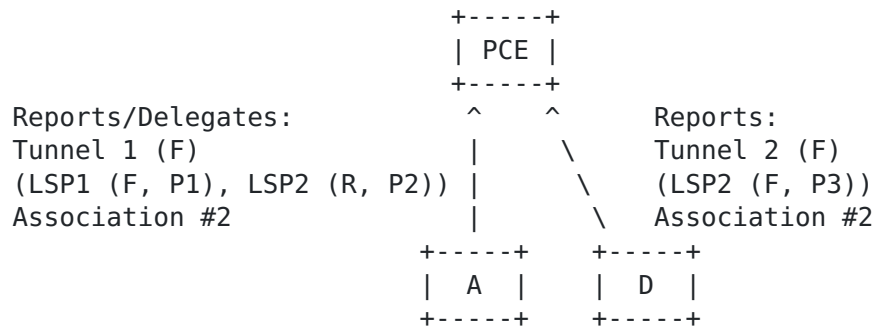 +-----+
                          | PCE |
                          +-----+
Reports/Delegates:         ^    ^      Reports:
Tunnel 1 (F)               |     \     Tunnel 2 (F)
(LSP1 (F, P1), LSP2 (R, P2)) |      \    (LSP2 (F, P3))
Association #2             |       \   Association #2
                        +-----+   +-----+
                        |  A  |   |  D  |
                        +-----+   +-----+